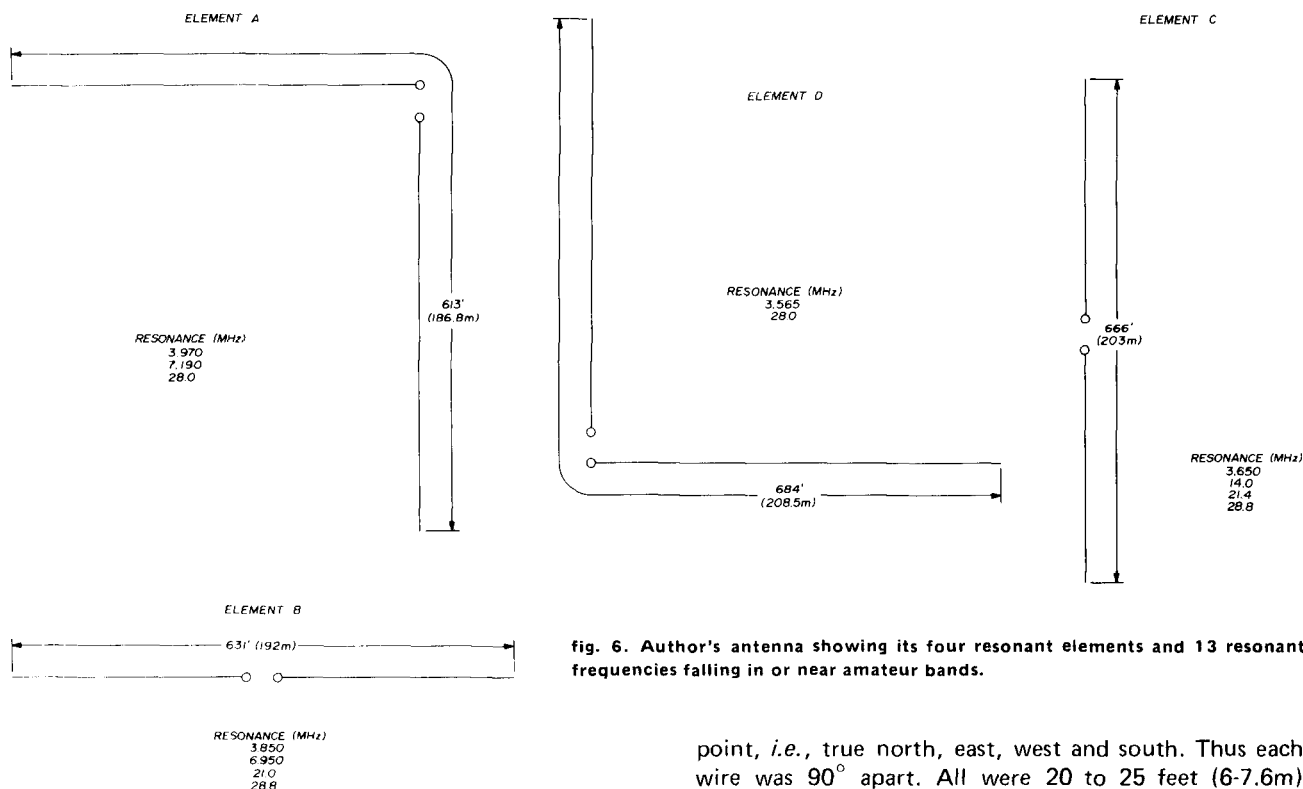 ELEMENT A
613'
(186.8m)
RESONANCE (MHz)
3.970
7.190
28.0
ELEMENT D
RESONANCE (MHz)
3.565
28.0
684'
(208.5m)
ELEMENT C
666'
(203m)
RESONANCE (MHz)
3.650
14.0
21.4
28.8
ELEMENT B
631' (192m)
RESONANCE (MHz)
3.850
6.950
21.0
28.8
fig. 6. Author's antenna showing its four resonant elements and 13 resonant
frequencies falling in or near amateur bands.
point, i.e., true north, east, west and south. Thus each
wire was 90° apart. All were 20 to 25 feet (6-7.6m)